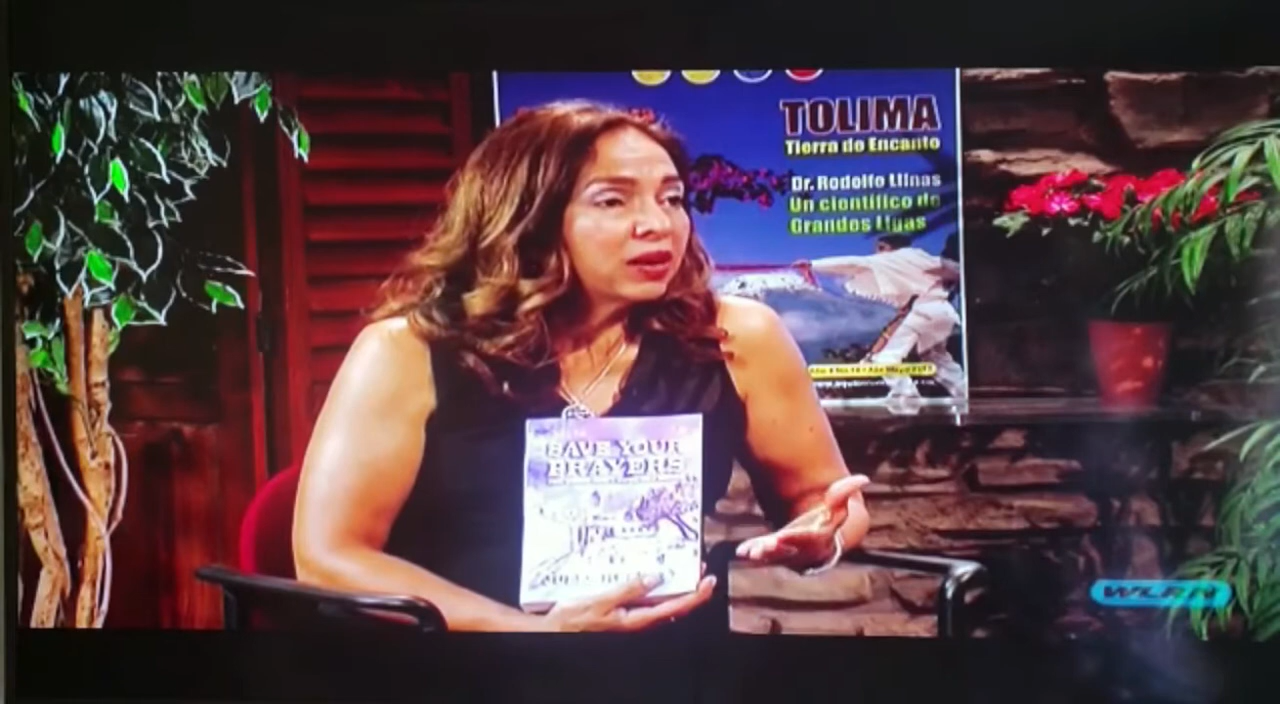 TOLIMA
Tierra de Encanto
Dr. Rodolfo Llinas
Un científico de
Grandes Ligas
SAVE YOUR
PRAYERS
WLRN